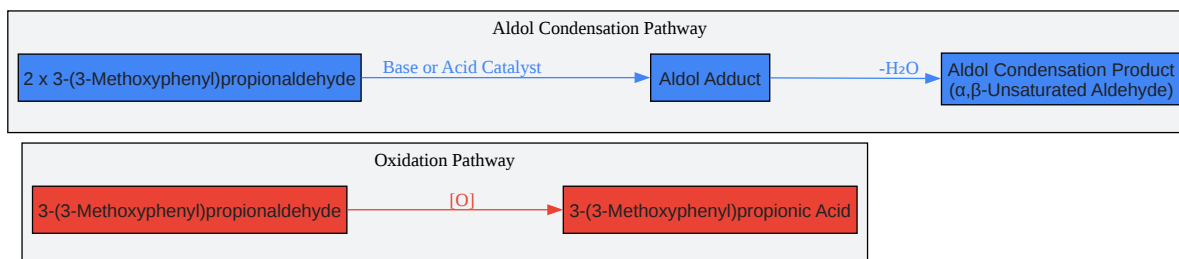 Aldol Condensation Pathway
2 x 3-(3-Methoxyphenyl)propionaldehyde
Base or Acid Catalyst
Aldol Adduct
-H₂O
Aldol Condensation Product
(α,β-Unsaturated Aldehyde)
Oxidation Pathway
3-(3-Methoxyphenyl)propionaldehyde
[O]
3-(3-Methoxyphenyl)propionic Acid